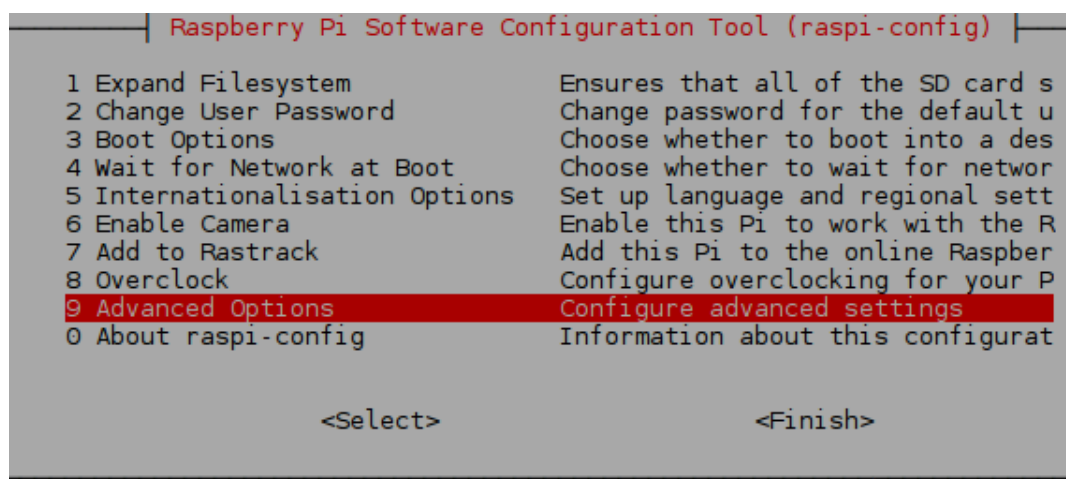 Raspberry Pi Software Configuration Tool (raspi-config)
1 Expand Filesystem Ensures that all of the SD card s
2 Change User Password Change password for the default u
3 Boot Options Choose whether to boot into a des
4 Wait for Network at Boot Choose whether to wait for networ
5 Internationalisation Options Set up language and regional sett
6 Enable Camera Enable this Pi to work with the R
7 Add to Rastrack Add this Pi to the online Raspber
8 Overclock Configure overclocking for your P
9 Advanced Options Configure advanced settings
0 About raspi-config Information about this configurat
<Select> <Finish>